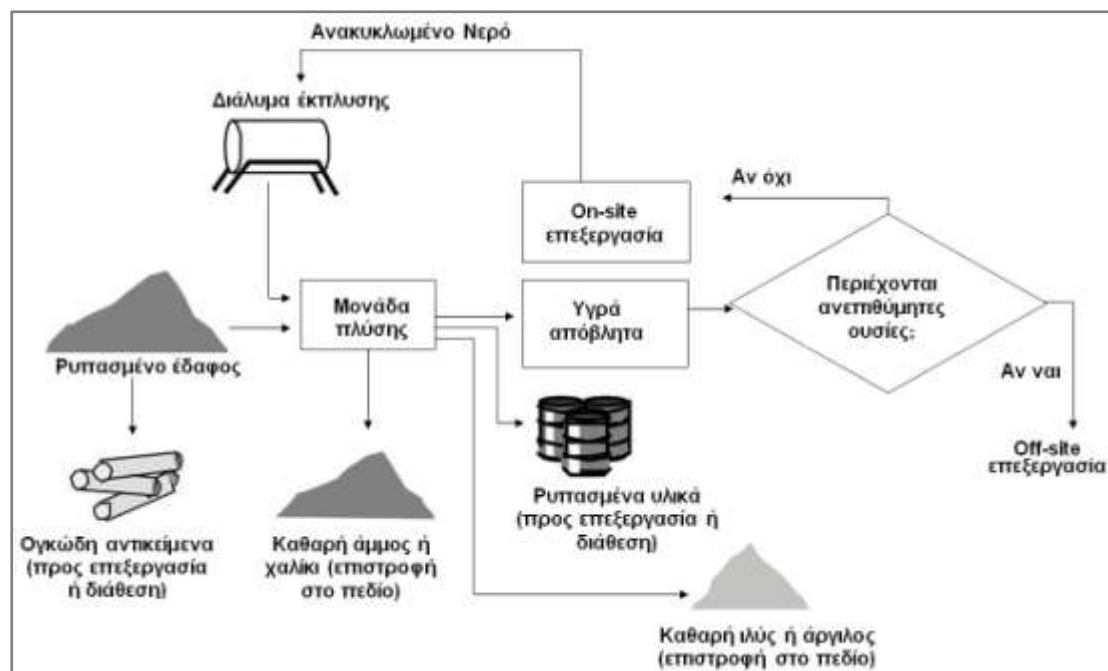 Ανακυκλωμένο Νερό
Διάλυμα έκπλυσης
Αν όχι
On-site
επεξεργασία
Μονάδα
πλύσης
Υγρά
απόβλητα
Περιέχονται
ανεπιθύμητες
ουσίες;
Ρυπασμένο έδαφος
Αν ναι
Off-site
επεξεργασία
Ογκώδη αντικείμενα
(προς επεξεργασία
ή διάθεση)
Καθαρή άμμος ή
χαλίκι (επιστροφή
στο πεδίο)
Ρυπασμένα υλικά
(προς επεξεργασία ή
διάθεση)
Καθαρή ιλύς ή άργιλος
(επιστροφή στο πεδίο)